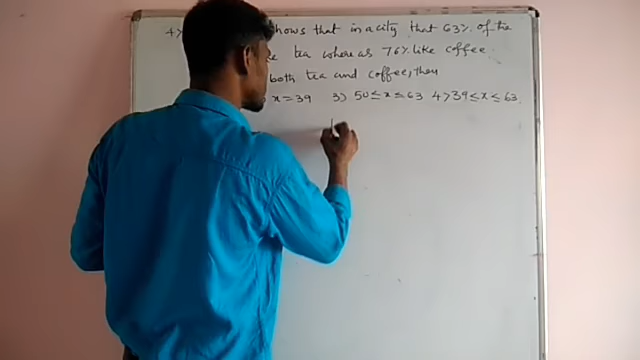 4> hows that in a city that 63% of the
tea whereas 76% like coffee
both tea and coffee, then
x = 39 3) 50 ≤ x ≤ 63 4> 39 ≤ x ≤ 63